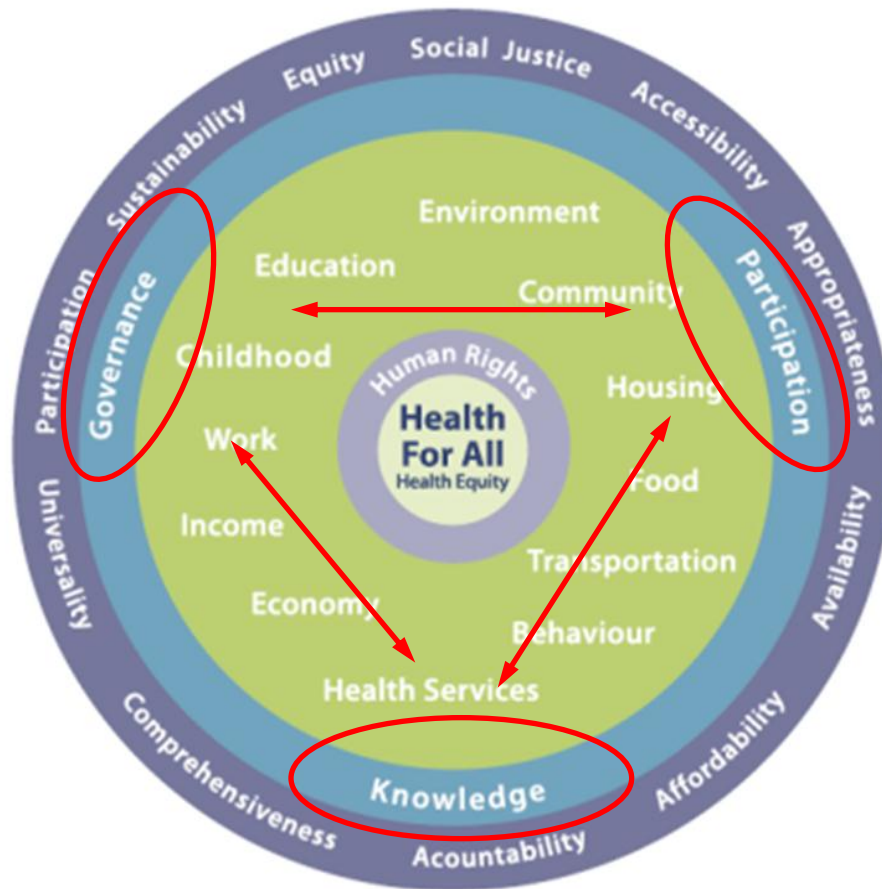 Social Justice
Accessibility
Appropriateness
Availability
Affordability
Acountability
Comprehensiveness
Universality
Participation
Sustainability
Equity
Governance
Participation
Knowledge
Environment
Education
Community
Childhood
Housing
Work
Food
Income
Transportation
Economy
Behaviour
Health Services
Human Rights
Health
For All
Health Equity